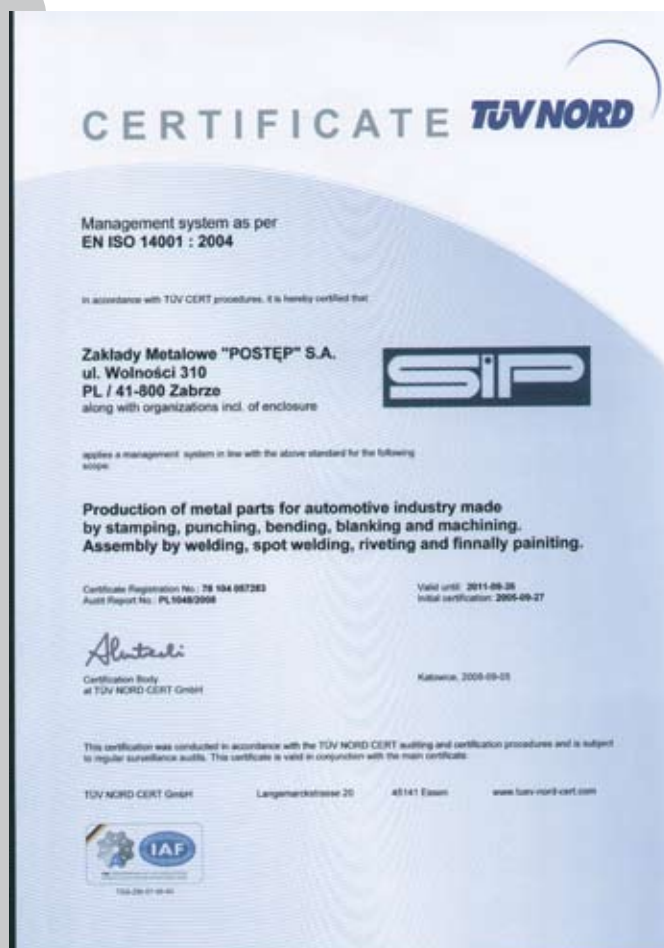 CERTIFICATE
TÜV NORD
Management system as per
EN ISO 14001 : 2004
In accordance with TÜV CERT procedures, it is hereby certified that
Zakłady Metalowe "POSTĘP" S.A.
ul. Wolności 310
PL / 41-800 Zabrze
along with organizations incl. of enclosure
SIP
applies a management system in line with the above standard for the following
scope
Production of metal parts for automotive industry made
by stamping, punching, bending, blanking and machining.
Assembly by welding, spot welding, riveting and finnally painiting.
Certificate Registration No.: 78 104 057283
Audit Report No.: PL1048/2008
Valid until: 2011-09-26
Initial certification: 2005-09-27
Certification Body
at TÜV NORD CERT GmbH
Katowice, 2008-09-05
This certification was conducted in accordance with the TÜV NORD CERT auditing and certification procedures and is subject
to regular surveillance audits. This certificate is valid in conjunction with the main certificate.
TÜV NORD CERT GmbH
Langemarckstrasse 20
45141 Essen
www.tuev-nord-cert.com
IAF